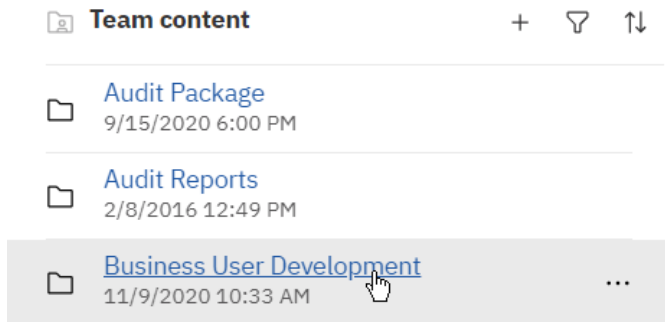 Team content
Audit Package
9/15/2020 6:00 PM
Audit Reports
2/8/2016 12:49 PM
Business User Development
11/9/2020 10:33 AM